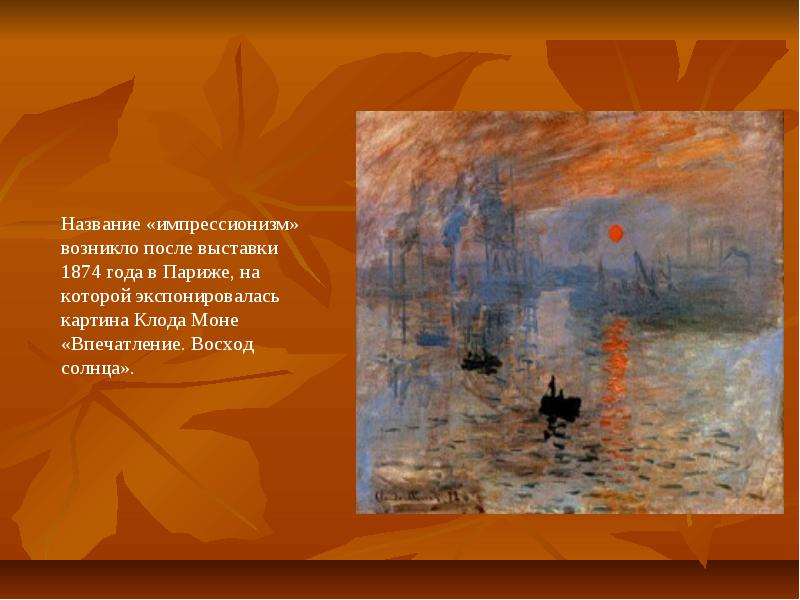 Название «импрессионизм»
возникло после выставки
1874 года в Париже, на
которой экспонировалась
картина Клода Моне
«Впечатление. Восход
солнца».